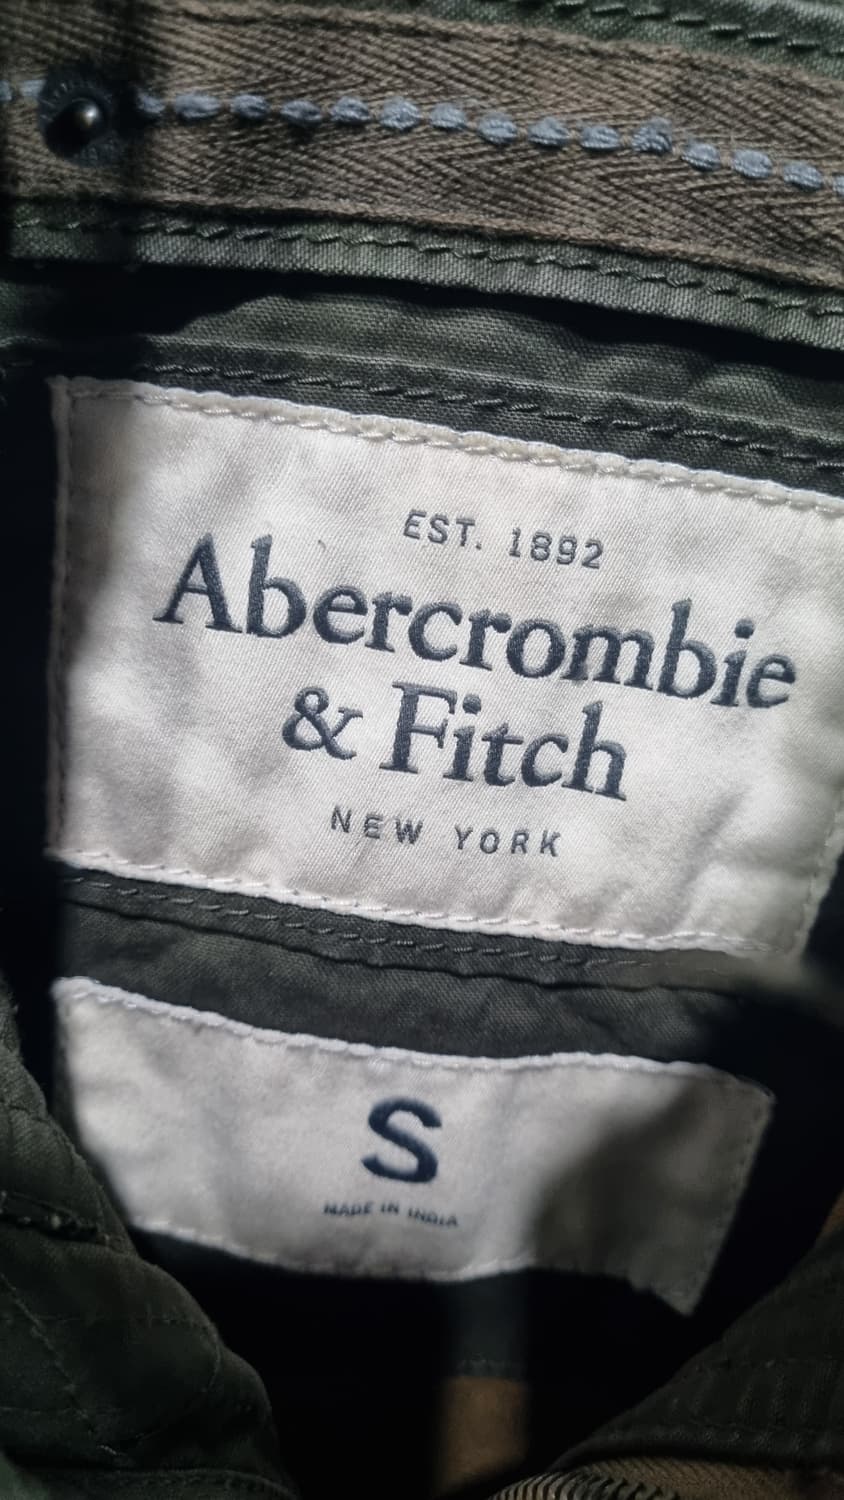 EST. 1892
Abercrombie
& Fitch
NEW YORK
S
MADE IN INDIA